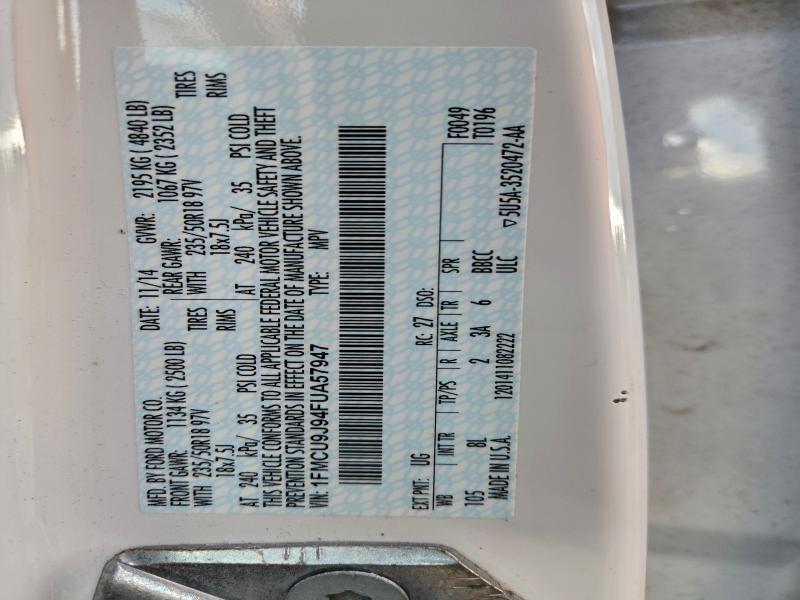 MFD. BY FORD MOTOR CO. DATE: 11/14 GVWR: 2195 KG ( 4840 LB)
FRONT GAWR: 1134 KG ( 2500 LB) REAR GAWR: 1067 KG ( 2352 LB)
WITH 235/50R18 97V TIRES WITH 235/50R18 97V TIRES
18x7.5J RIMS 18x7.5J RIMS
AT 240 kPa/ 35 PSI COLD AT 240 kPa/ 35 PSI COLD
THIS VEHICLE CONFORMS TO ALL APPLICABLE FEDERAL MOTOR VEHICLE SAFETY AND THEFT
PREVENTION STANDARDS IN EFFECT ON THE DATE OF MANUFACTURE SHOWN ABOVE.
VIN: 1FMCU9J94FUA57947 TYPE: MPV
EXT PNT: UG RC: 27 DSO: F0049
WB INT TR TP/PS R AXLE TR SPR T0196
105 8L 2 3A 6 BBCC
MADE IN U.S.A. 1201411082222 ULC ▽5U5A-3520472-AA